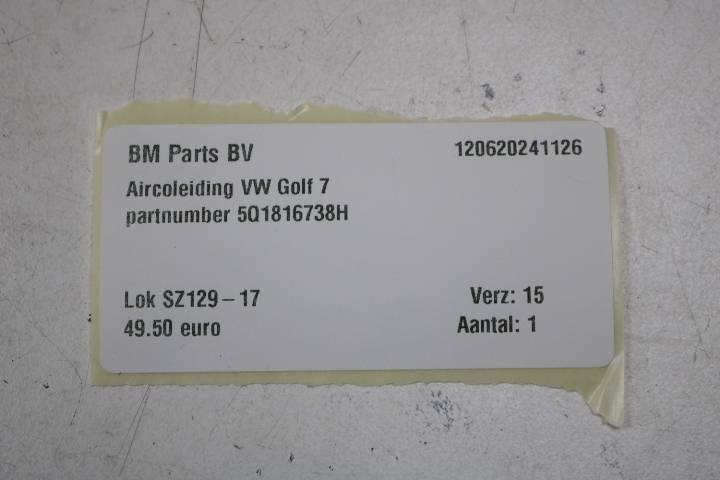 BM Parts BV 120620241126
Aircoleiding VW Golf 7
partnumber 5Q1816738H
Lok SZ129-17 Verz: 15
49.50 euro Aantal: 1